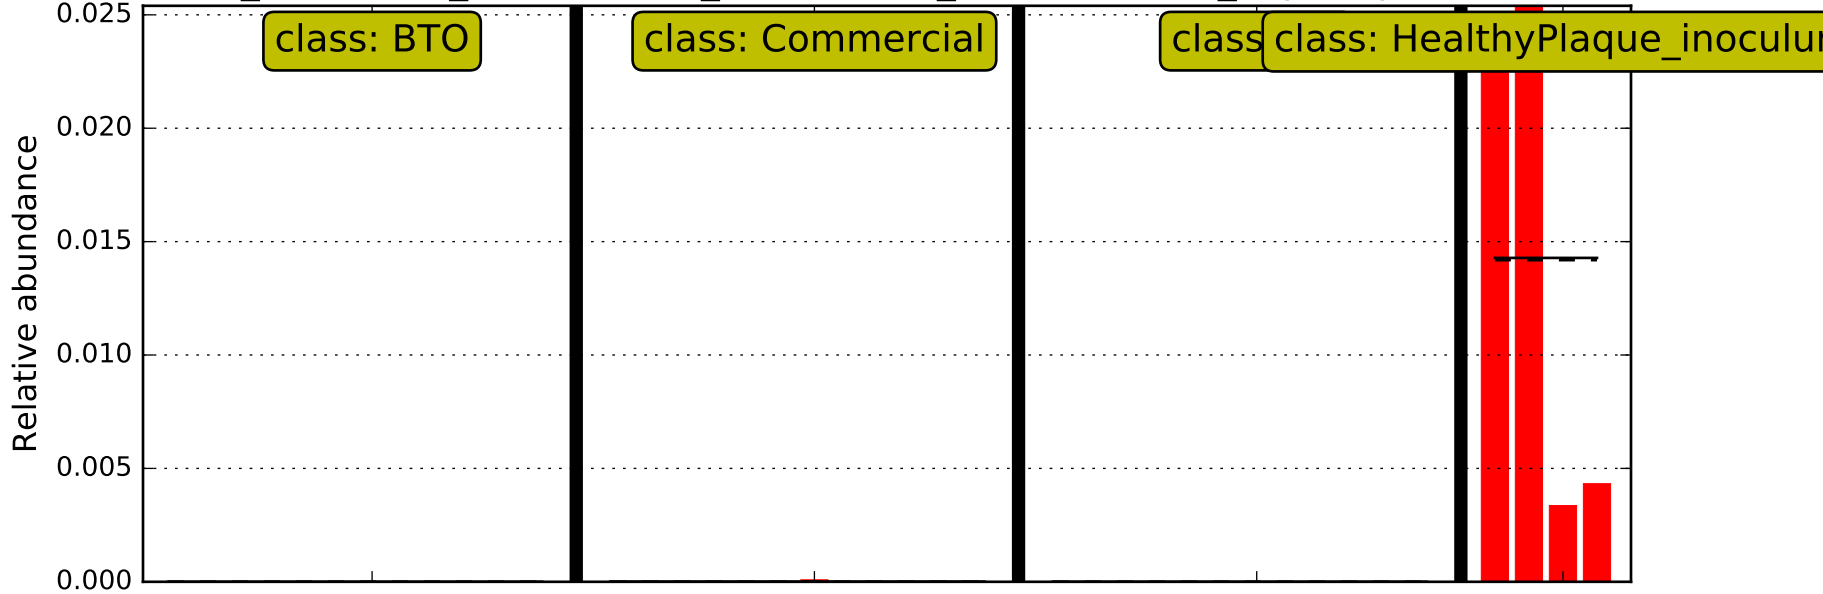 0.025
class: BTO
class: Commercial
class
class: HealthyPlaque_inoculu
0.020
0.015
0.010
0.005
0.000
Relative abundance